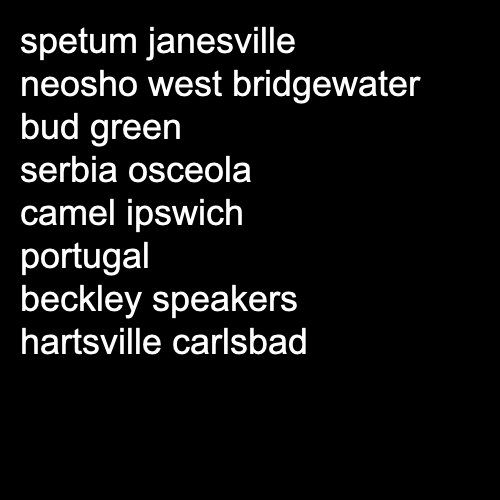 spetum janesville
neosho west bridgewater
bud green
serbia osceola
camel ipswich
portugal
beckley speakers
hartsville carlsbad